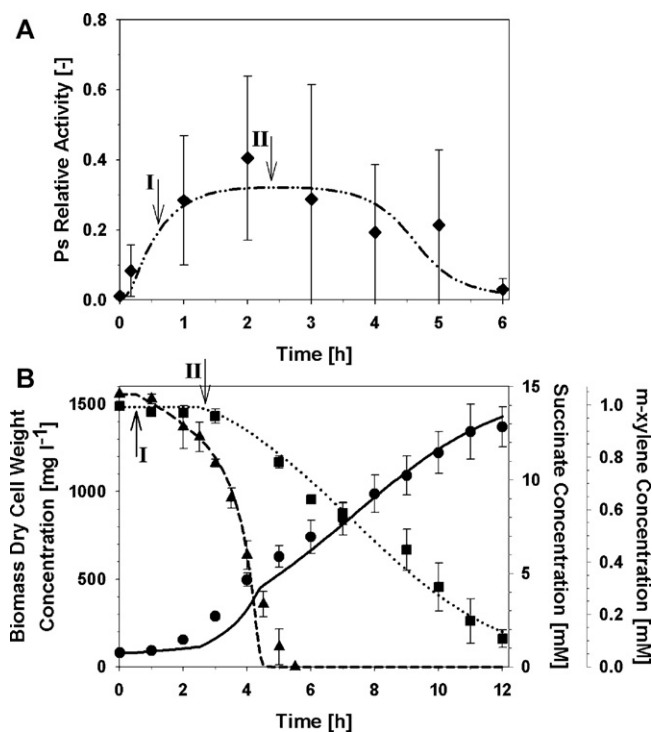 A
Ps Relative Activity [-]
0.8
0.6
0.4
0.2
0.0
I
II
0 1 2 3 4 5 6
Time [h]
B
Biomass Dry Cell Weight
Concentration [mg l⁻¹]
1500
1000
500
0
I
II
0 2 4 6 8 10 12
Time [h]
15
10
5
0
Succinate Concentration
[mM]
1.0
0.8
0.6
0.4
0.2
0.0
m-xylene Concentration
[mM]